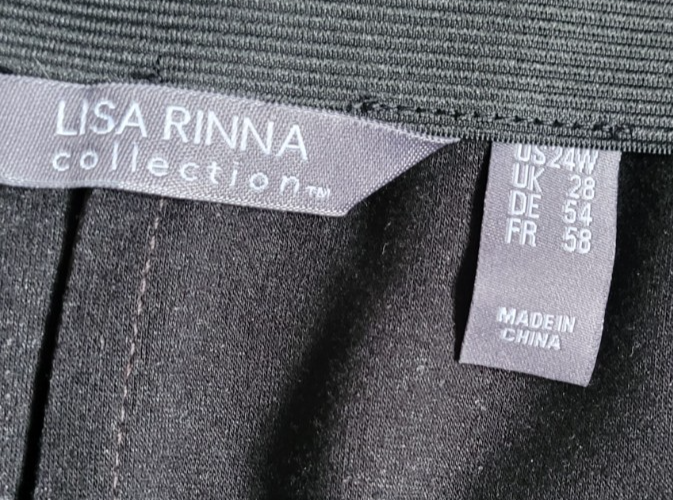 LISA RINNA
collection™
US 24W
UK 28
DE 54
FR 58
MADE IN
CHINA